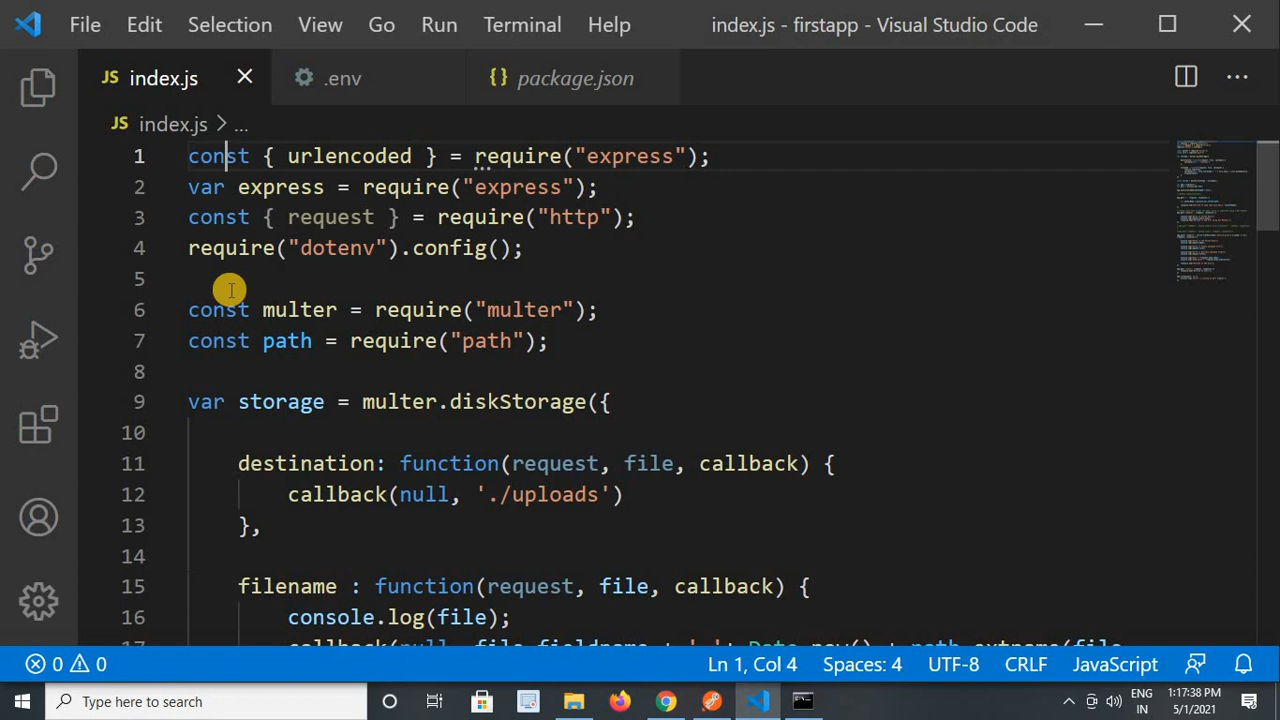 File Edit Selection View Go Run Terminal Help index.js - firstapp - Visual Studio Code
JS index.js .env {} package.json
JS index.js > ...
1 const { urlencoded } = require("express");
2 var express = require("express");
3 const { request } = require("http");
4 require("dotenv").config();
5
6 const multer = require("multer");
7 const path = require("path");
8
9 var storage = multer.diskStorage({
10
11 destination: function(request, file, callback) {
12 callback(null, './uploads')
13 },
14
15 filename : function(request, file, callback) {
16 console.log(file);
0 0 Ln 1, Col 4 Spaces: 4 UTF-8 CRLF JavaScript
Type here to search
ENG 1:17:38 PM
IN 5/1/2021